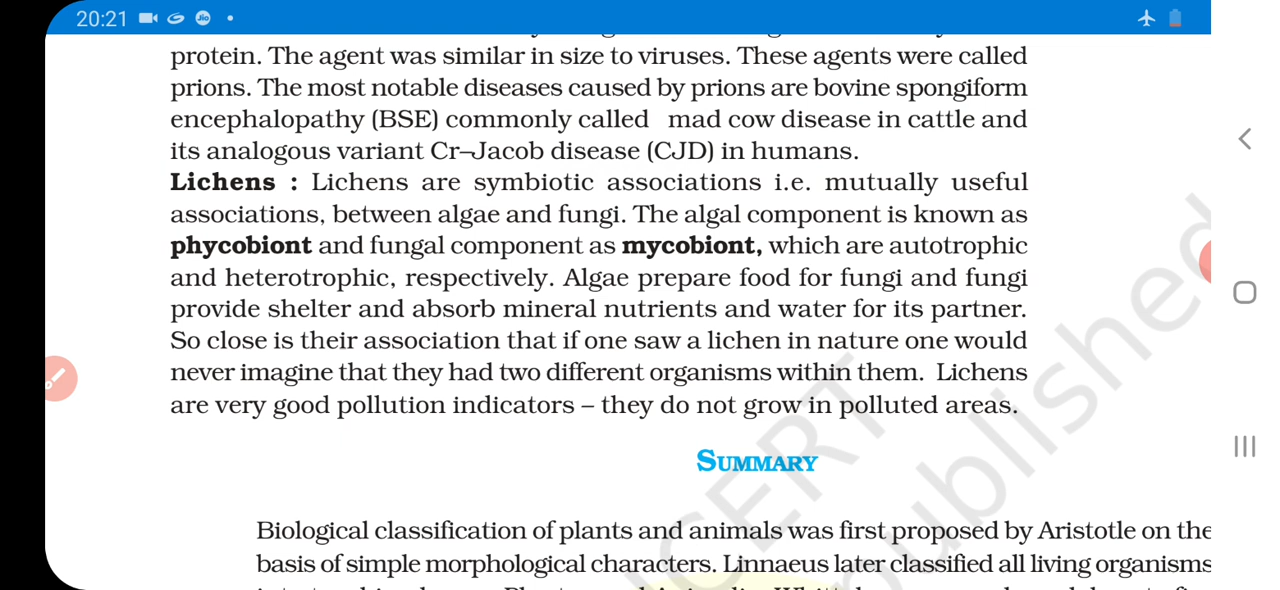 20:21
Jio
protein. The agent was similar in size to viruses. These agents were called
prions. The most notable diseases caused by prions are bovine spongiform
encephalopathy (BSE) commonly called mad cow disease in cattle and
its analogous variant Cr–Jacob disease (CJD) in humans.
Lichens : Lichens are symbiotic associations i.e. mutually useful
associations, between algae and fungi. The algal component is known as
phycobiont and fungal component as mycobiont, which are autotrophic
and heterotrophic, respectively. Algae prepare food for fungi and fungi
provide shelter and absorb mineral nutrients and water for its partner.
So close is their association that if one saw a lichen in nature one would
never imagine that they had two different organisms within them. Lichens
are very good pollution indicators – they do not grow in polluted areas.
SUMMARY
Biological classification of plants and animals was first proposed by Aristotle on the
basis of simple morphological characters. Linnaeus later classified all living organisms